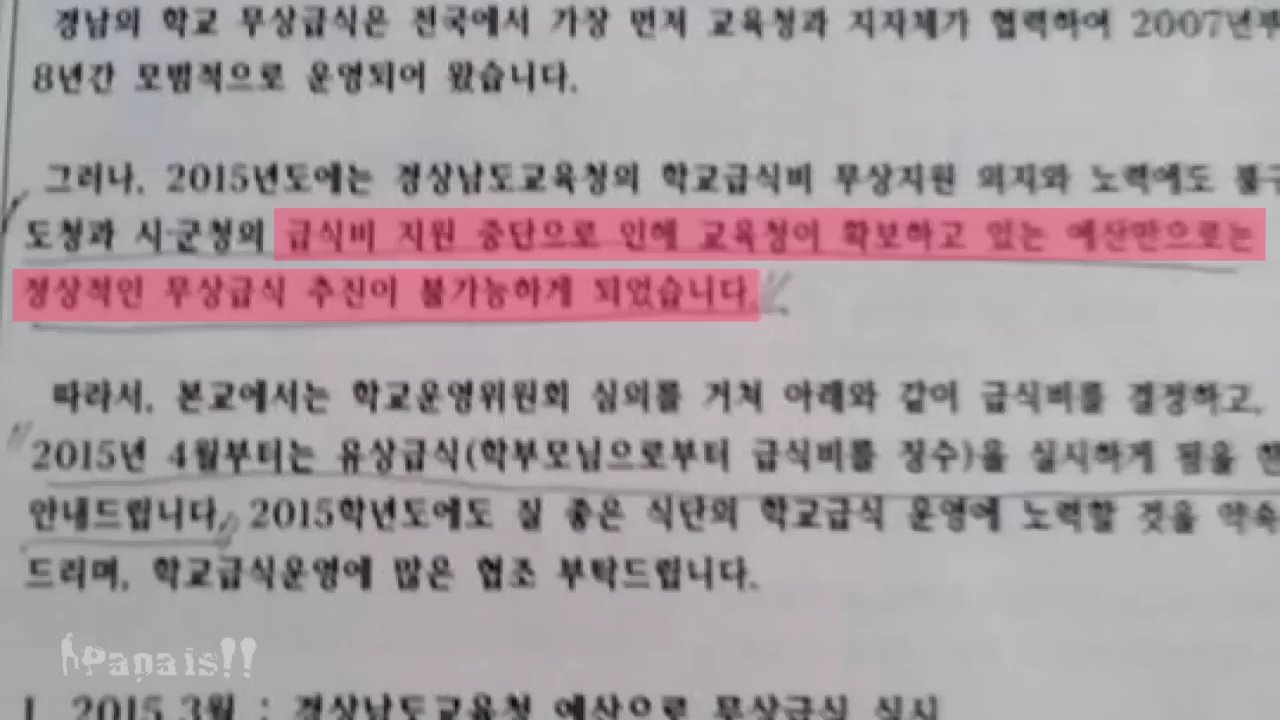 경남의 학교 무상급식은 전국에서 가장 먼저 교육청과 지자체가 협력하여 2007년부
8년간 모범적으로 운영되어 왔습니다.
그러나, 2015년도에는 경상남도교육청의 학교급식비 무상지원 의지와 노력에도 불구
도청과 시·군청의 급식비 지원 중단으로 인해 교육청이 확보하고 있는 예산만으로는
정상적인 무상급식 추진이 불가능하게 되었습니다.
따라서, 본교에서는 학교운영위원회 심의를 거쳐 아래와 같이 급식비를 결정하고,
2015년 4월부터는 유상급식(학부모님으로부터 급식비를 징수)을 실시하게 됨을
안내드립니다. 2015학년도에도 질 좋은 식단의 학교급식 운영에 노력할 것을 약속
드리며, 학교급식운영에 많은 협조 부탁드립니다.
hPanais!!
1. 2015.3월 : 경상남도교육청 예산으로 무상급식 실시